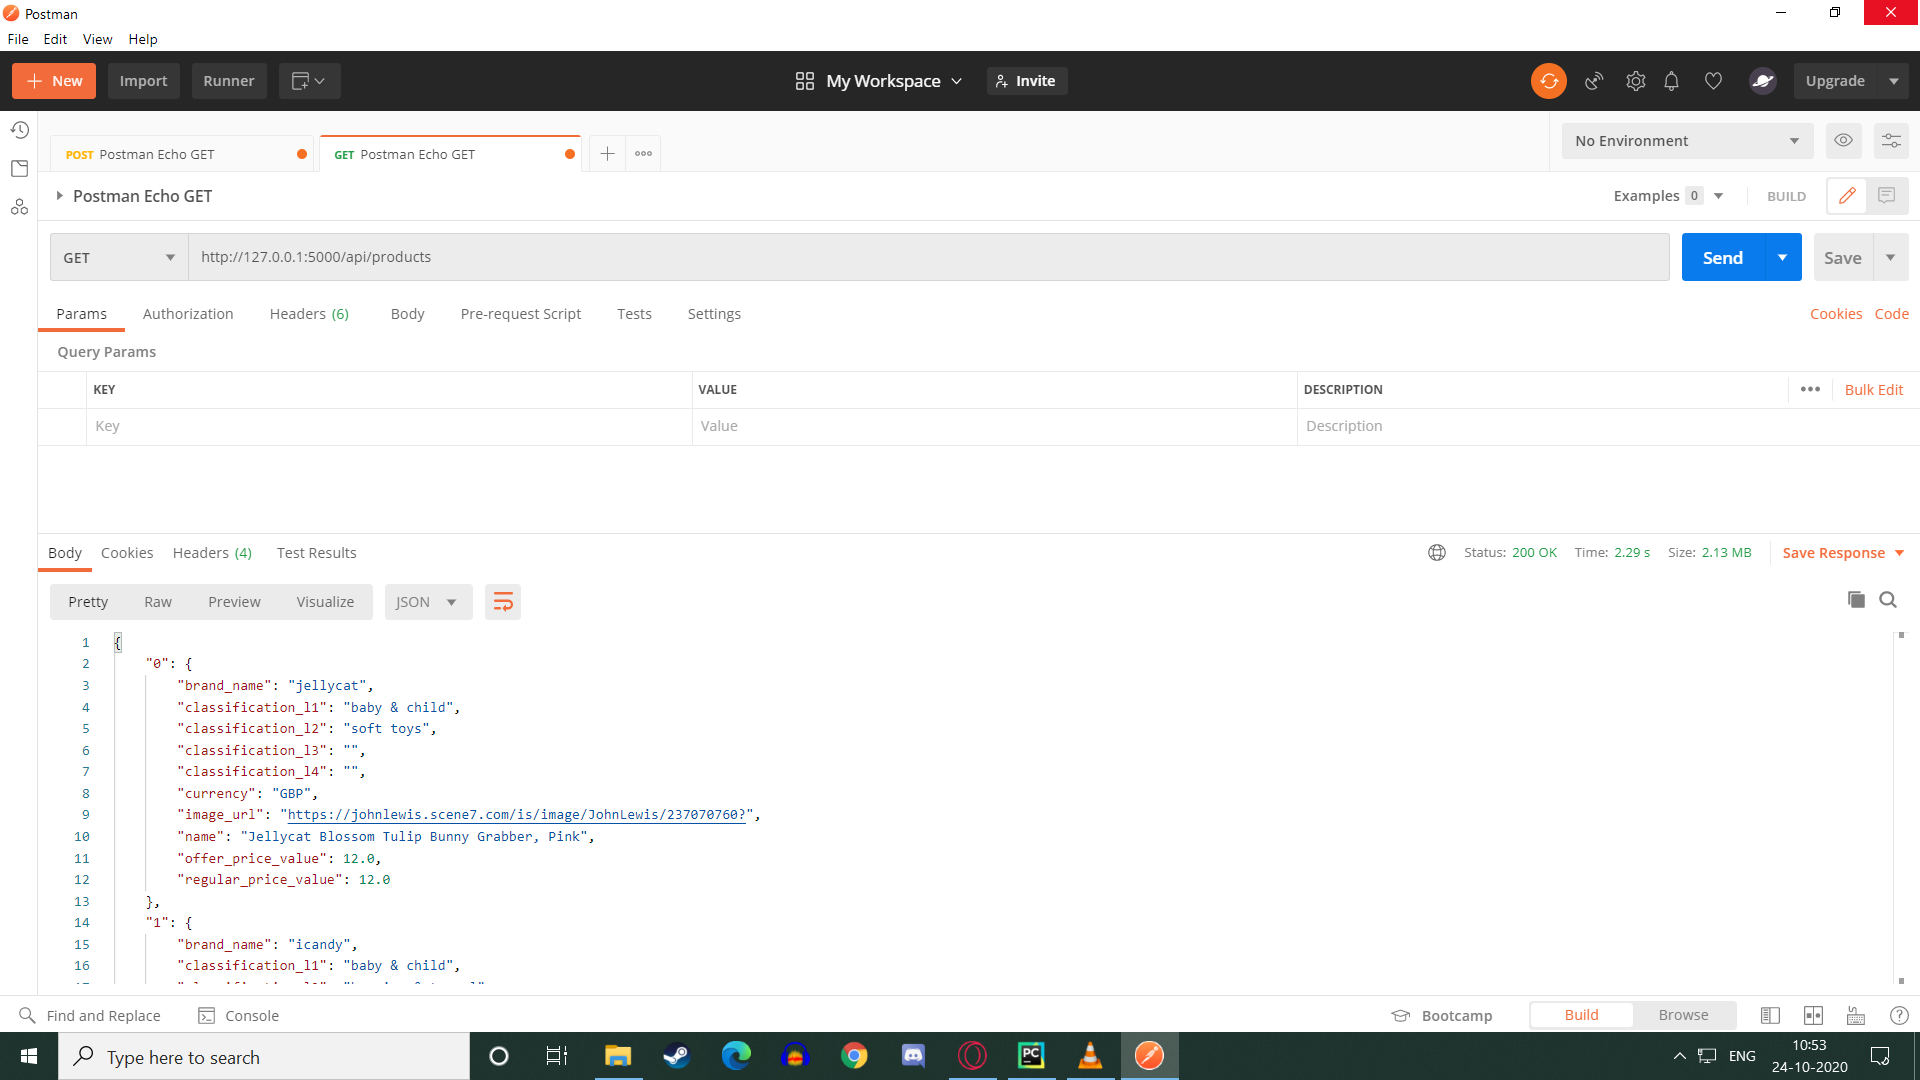 Postman
File Edit View Help
New Import Runner My Workspace Invite Upgrade
POST Postman Echo GET GET Postman Echo GET No Environment
Postman Echo GET Examples 0 BUILD
GET http://127.0.0.1:5000/api/products Send Save
Params Authorization Headers (6) Body Pre-request Script Tests Settings Cookies Code
Query Params
KEY VALUE DESCRIPTION Bulk Edit
Key Value Description
Body Cookies Headers (4) Test Results Status: 200 OK Time: 2.29 s Size: 2.13 MB Save Response
Pretty Raw Preview Visualize JSON
1 {
2 "0": {
3 "brand_name": "jellycat",
4 "classification_l1": "baby & child",
5 "classification_l2": "soft toys",
6 "classification_l3": "",
7 "classification_l4": "",
8 "currency": "GBP",
9 "image_url": "https://johnlewis.scene7.com/is/image/JohnLewis/237070760?",
10 "name": "Jellycat Blossom Tulip Bunny Grabber, Pink",
11 "offer_price_value": 12.0,
12 "regular_price_value": 12.0
13 },
14 "1": {
15 "brand_name": "icandy",
16 "classification_l1": "baby & child",
Find and Replace Console Bootcamp Build Browse
Type here to search PC ENG 10:53
24-10-2020